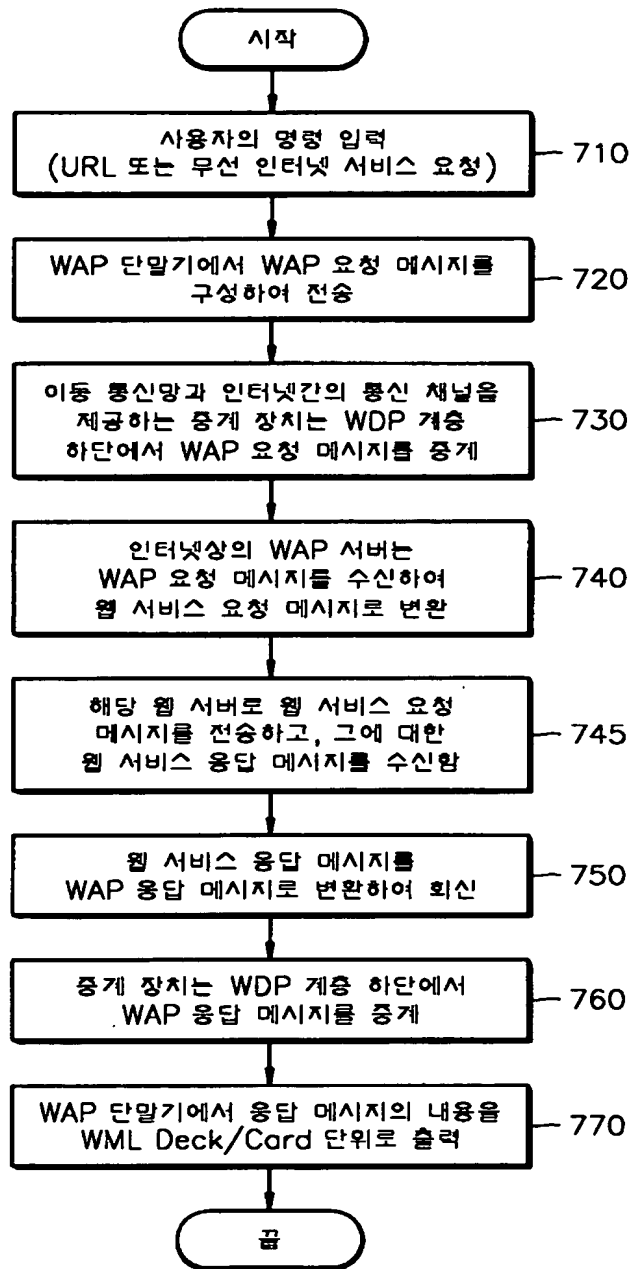 시작
사용자의 명령 입력
(URL 또는 무선 인터넷 서비스 요청)
710
WAP 단말기에서 WAP 요청 메시지를
구성하여 전송
720
이동 통신망과 인터넷간의 통신 채널을
제공하는 중계 장치는 WDP 계층
하단에서 WAP 요청 메시지를 중계
730
인터넷상의 WAP 서버는
WAP 요청 메시지를 수신하여
웹 서비스 요청 메시지로 변환
740
해당 웹 서버로 웹 서비스 요청
메시지를 전송하고, 그에 대한
웹 서비스 응답 메시지를 수신함
745
웹 서비스 응답 메시지를
WAP 응답 메시지로 변환하여 회신
750
중계 장치는 WDP 계층 하단에서
WAP 응답 메시지를 중계
760
WAP 단말기에서 응답 메시지의 내용을
WML Deck/Card 단위로 출력
770
끝